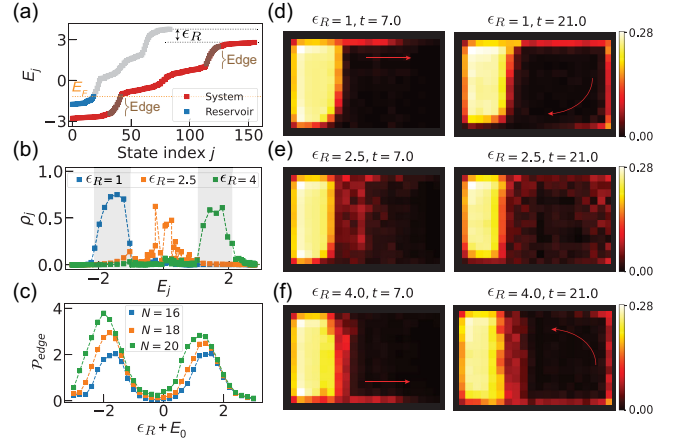 (a)
3
0
−3
E_j
0
50
100
150
State index j
E_F
ϵ_R
}Edge
}Edge
System
Reservoir
(b)
1.0
0.5
0.0
ρ_j
ϵ_R = 1
ϵ_R = 2.5
ϵ_R = 4
−2
0
2
E_j
(c)
4
2
0
P_edge
N = 16
N = 18
N = 20
−2
0
2
ϵ_R + E_0
(d)
ϵ_R = 1, t = 7.0
ϵ_R = 1, t = 21.0
0.28
0.00
(e)
ϵ_R = 2.5, t = 7.0
ϵ_R = 2.5, t = 21.0
0.28
0.00
(f)
ϵ_R = 4.0, t = 7.0
ϵ_R = 4.0, t = 21.0
0.28
0.00